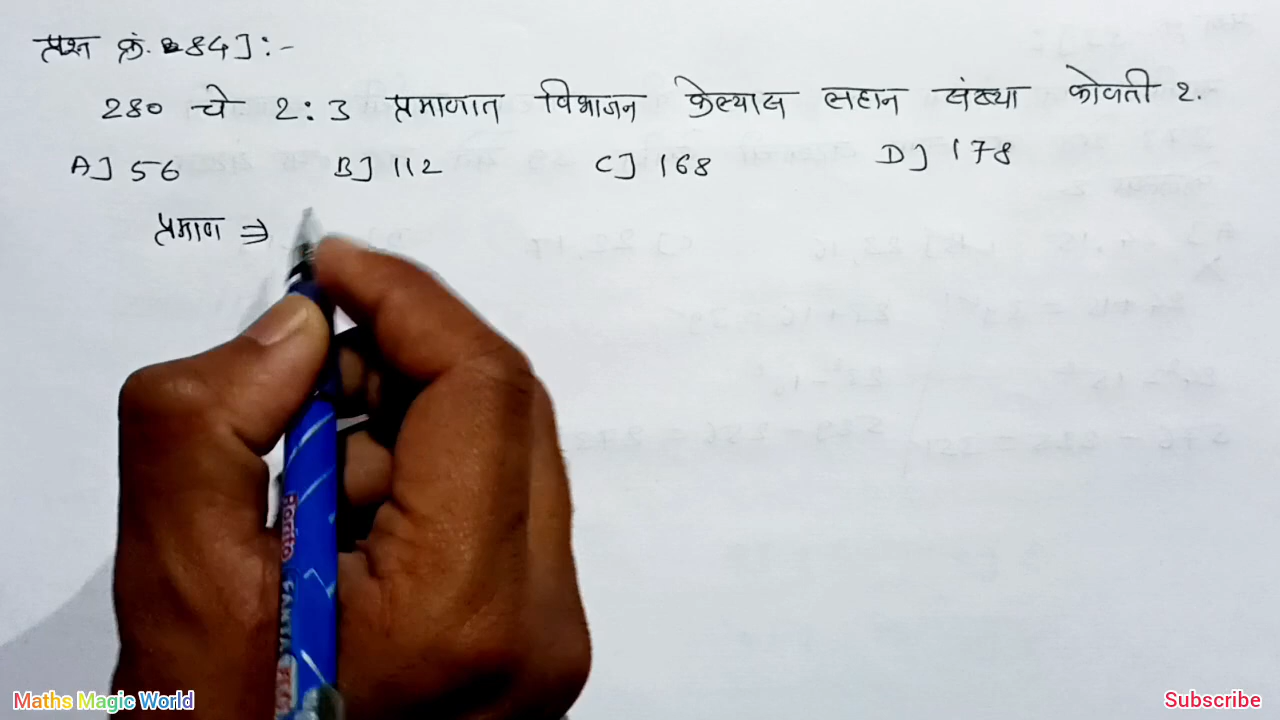 प्रश्न क्रं. 284] :-
280 चे 2 : 3 प्रमाणात विभाजन केल्यास लहान संख्या कोणती ?.
A] 56 B] 112 C] 168 D] 178
प्रमाण ⇒
Maths Magic World
Subscribe